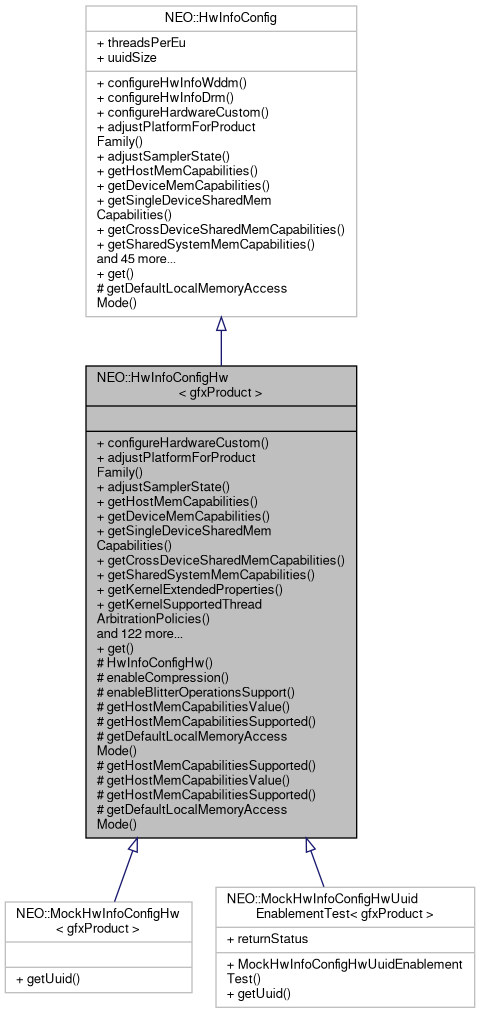 NEO::HwInfoConfig
+ threadsPerEu
+ uuidSize
+ configureHwInfoWddm()
+ configureHwInfoDrm()
+ configureHardwareCustom()
+ adjustPlatformForProduct
Family()
+ adjustSamplerState()
+ getHostMemCapabilities()
+ getDeviceMemCapabilities()
+ getSingleDeviceSharedMem
Capabilities()
+ getCrossDeviceSharedMemCapabilities()
+ getSharedSystemMemCapabilities()
and 45 more...
+ get()
# getDefaultLocalMemoryAccess
Mode()
NEO::HwInfoConfigHw
< gfxProduct >
+ configureHardwareCustom()
+ adjustPlatformForProduct
Family()
+ adjustSamplerState()
+ getHostMemCapabilities()
+ getDeviceMemCapabilities()
+ getSingleDeviceSharedMem
Capabilities()
+ getCrossDeviceSharedMemCapabilities()
+ getSharedSystemMemCapabilities()
+ getKernelExtendedProperties()
+ getKernelSupportedThread
ArbitrationPolicies()
and 122 more...
+ get()
# HwInfoConfigHw()
# enableCompression()
# enableBlitterOperationsSupport()
# getHostMemCapabilitiesValue()
# getHostMemCapabilitiesSupported()
# getDefaultLocalMemoryAccess
Mode()
# getHostMemCapabilitiesSupported()
# getHostMemCapabilitiesValue()
# getHostMemCapabilitiesSupported()
# getDefaultLocalMemoryAccess
Mode()
NEO::MockHwInfoConfigHw
< gfxProduct >
+ getUuid()
NEO::MockHwInfoConfigHwUuid
EnablementTest< gfxProduct >
+ returnStatus
+ MockHwInfoConfigHwUuidEnablement
Test()
+ getUuid()